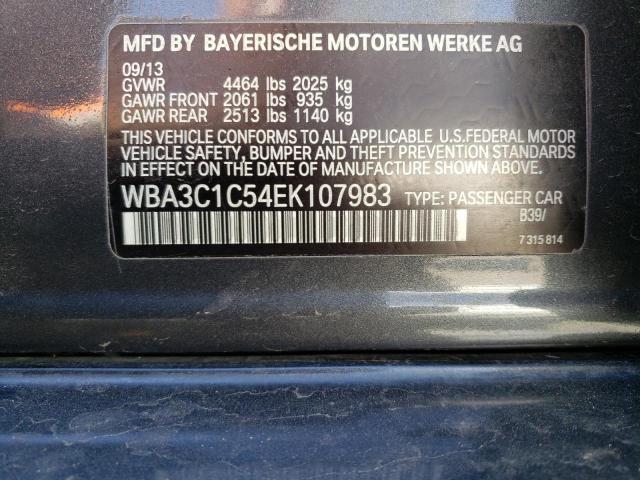 MFD BY BAYERISCHE MOTOREN WERKE AG
09/13
GVWR 4464 lbs 2025 kg
GAWR FRONT 2061 lbs 935 kg
GAWR REAR 2513 lbs 1140 kg
THIS VEHICLE CONFORMS TO ALL APPLICABLE U.S.FEDERAL MOTOR
VEHICLE SAFETY, BUMPER AND THEFT PREVENTION STANDARDS
IN EFFECT ON THE DATE OF MANUFACTURE SHOWN ABOVE.
WBA3C1C54EK107983 TYPE: PASSENGER CAR
B39/
7 315 814